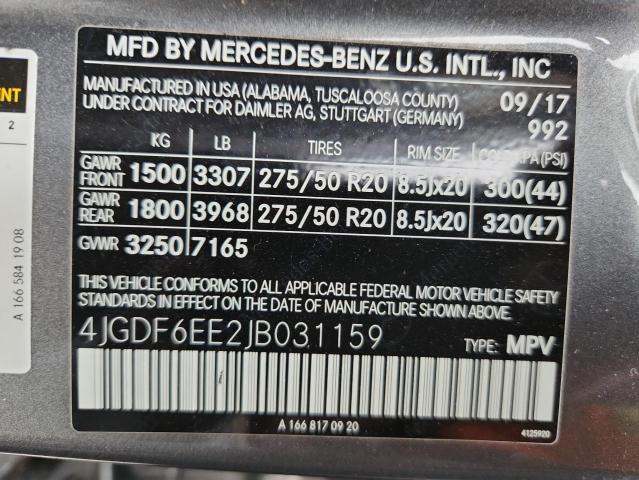 MFD BY MERCEDES-BENZ U.S. INTL., INC
MANUFACTURED IN USA (ALABAMA, TUSCALOOSA COUNTY) 09/17
UNDER CONTRACT FOR DAIMLER AG, STUTTGART (GERMANY) 992
KG LB TIRES RIM SIZE
GAWR FRONT 1500 3307 275/50 R20 8.5Jx20 300(44)
GAWR REAR 1800 3968 275/50 R20 8.5Jx20 320(47)
GWR 3250 7165
THIS VEHICLE CONFORMS TO ALL APPLICABLE FEDERAL MOTOR VEHICLE SAFETY
STANDARDS IN EFFECT ON THE DATE OF MANUFACTURE SHOWN ABOVE.
4JGDF6EE2JB031159 TYPE: MPV
A 166 817 09 20
4125920
2
A 166 584 19 08